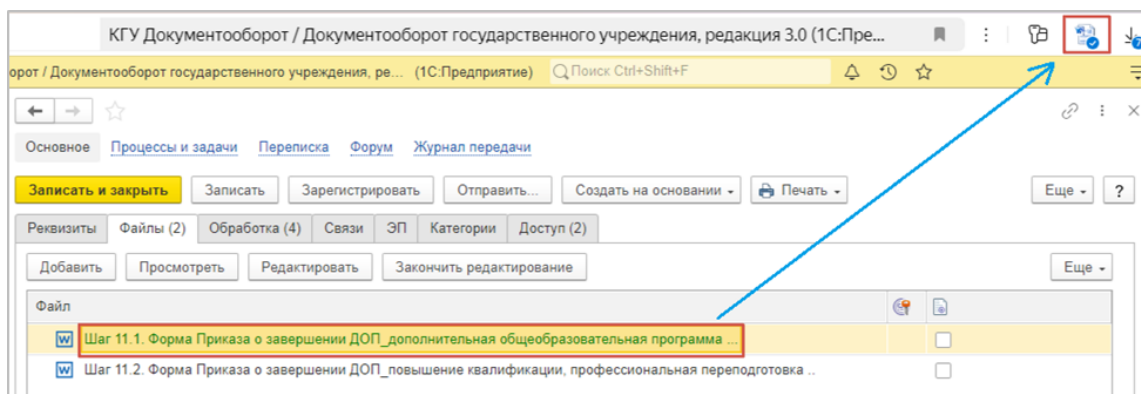 КГУ Документооборот / Документооборот государственного учреждения, редакция 3.0 (1С:Пре...
орот / Документооборот государственного учреждения, ре... (1С:Предприятие) Поиск Ctrl+Shift+F
Основное Процессы и задачи Переписка Форум Журнал передачи
Записать и закрыть Записать Зарегистрировать Отправить... Создать на основании Печать Еще ?
Реквизиты Файлы (2) Обработка (4) Связи ЭП Категории Доступ (2)
Добавить Просмотреть Редактировать Закончить редактирование Еще
Файл
Шаг 11.1. Форма Приказа о завершении ДОП_дополнительная общеобразовательная программа ...
Шаг 11.2. Форма Приказа о завершении ДОП_повышение квалификации, профессиональная переподготовка ..